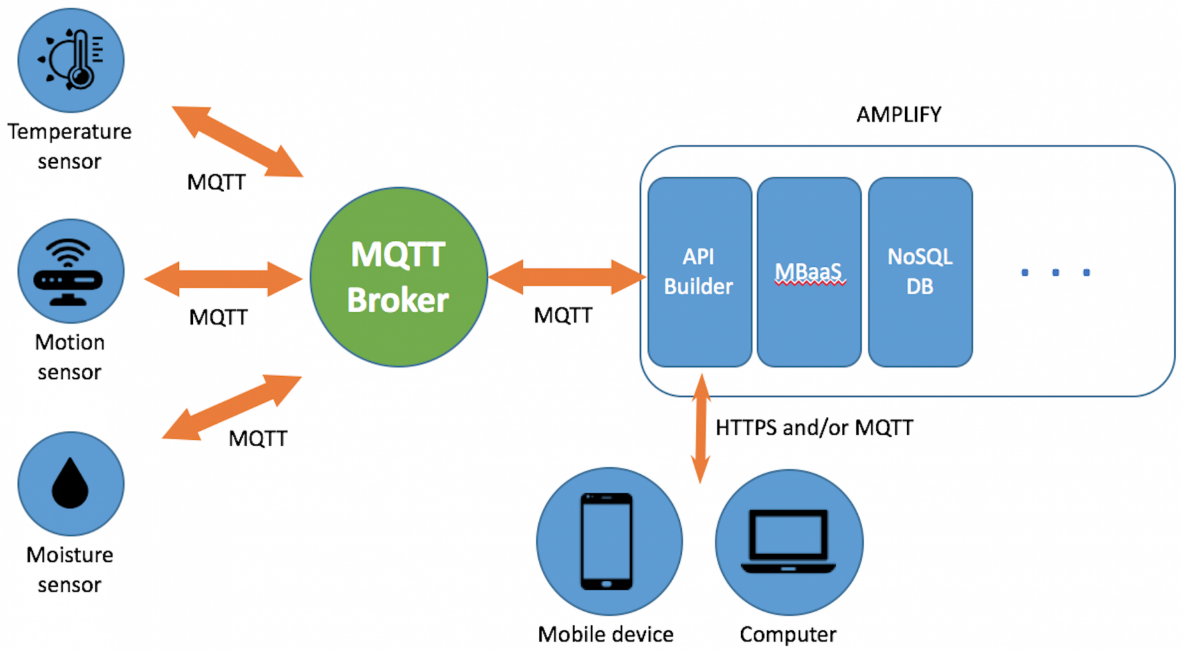 Temperature
sensor
MQTT
Motion
sensor
MQTT
Moisture
sensor
MQTT
MQTT
Broker
MQTT
AMPLIFY
API
Builder
MBaaS
NoSQL
DB
. . .
HTTPS and/or MQTT
Mobile device
Computer